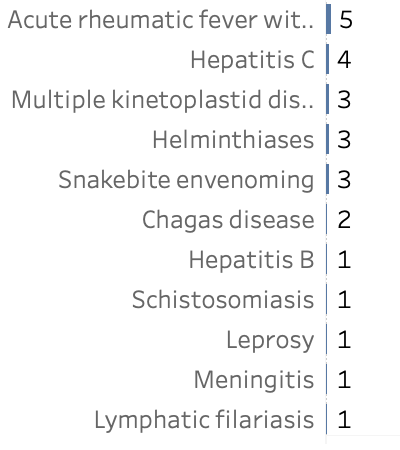 Acute rheumatic fever wit.. 5
Hepatitis C 4
Multiple kinetoplastid dis.. 3
Helminthiases 3
Snakebite envenoming 3
Chagas disease 2
Hepatitis B 1
Schistosomiasis 1
Leprosy 1
Meningitis 1
Lymphatic filariasis 1